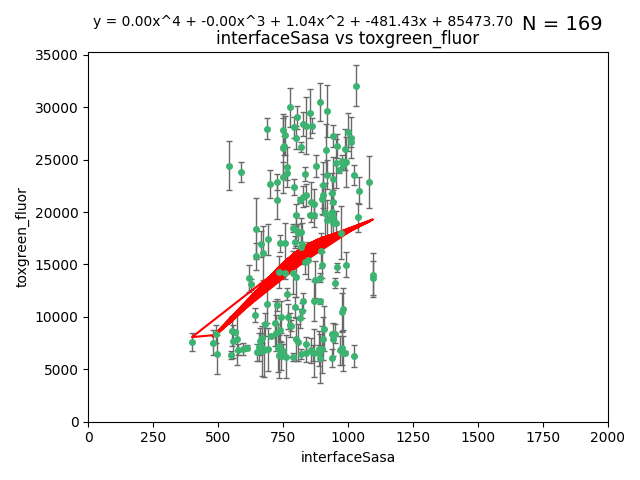 y = 0.00x^4 + -0.00x^3 + 1.04x^2 + -481.43x + 85473.70 N = 169
interfaceSasa vs toxgreen_fluor
35000
30000
25000
20000
15000
10000
5000
0
toxgreen_fluor
0 250 500 750 1000 1250 1500 1750 2000
interfaceSasa